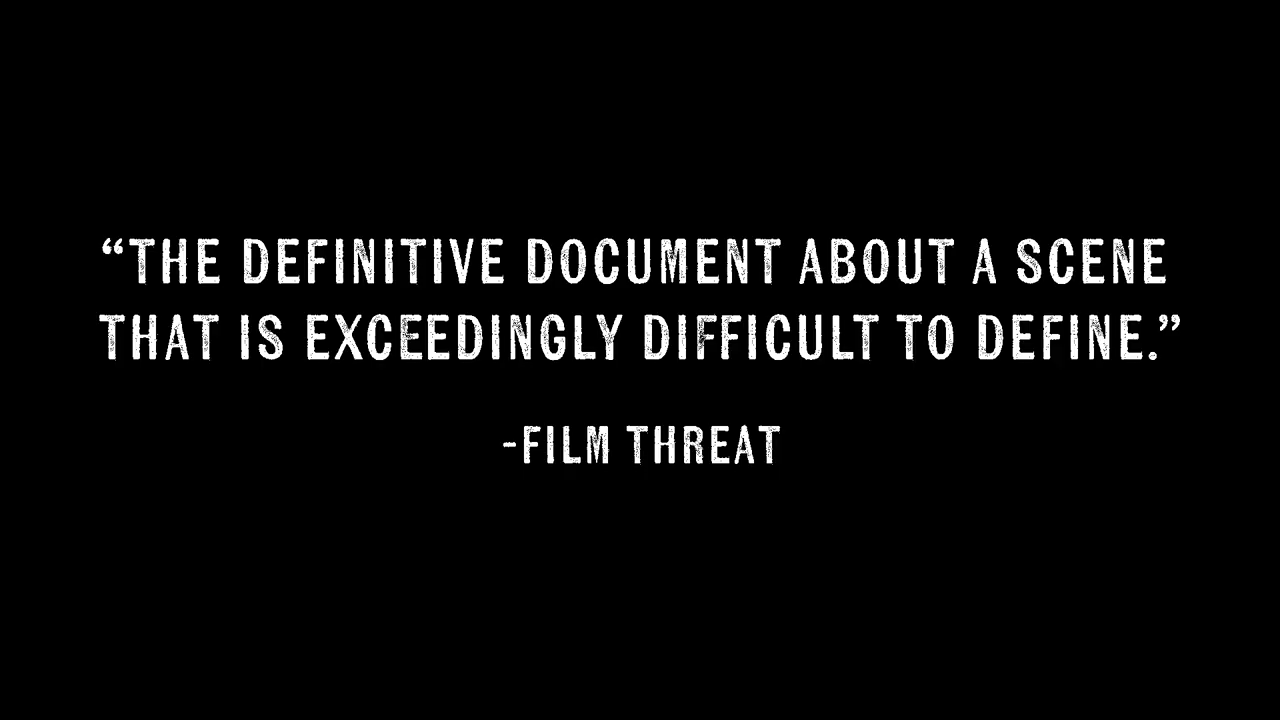 “THE DEFINITIVE DOCUMENT ABOUT A SCENE
THAT IS EXCEEDINGLY DIFFICULT TO DEFINE.”
-FILM THREAT